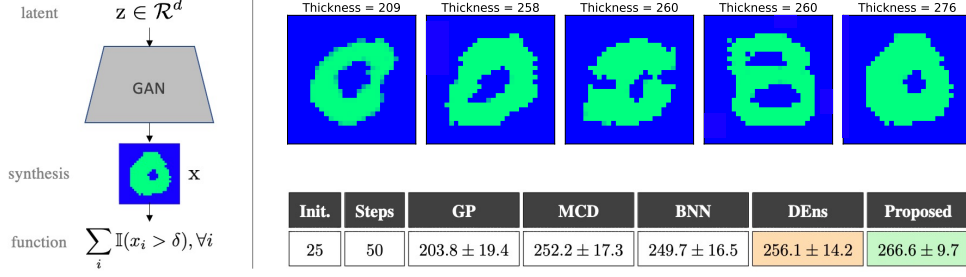 latent z ∈ 𝓡^d
GAN
synthesis x
function ∑_i 𝕀(x_i > δ), ∀i
Thickness = 209 Thickness = 258 Thickness = 260 Thickness = 260 Thickness = 276
Init. Steps GP MCD BNN DEns Proposed
25 50 203.8 ± 19.4 252.2 ± 17.3 249.7 ± 16.5 256.1 ± 14.2 266.6 ± 9.7